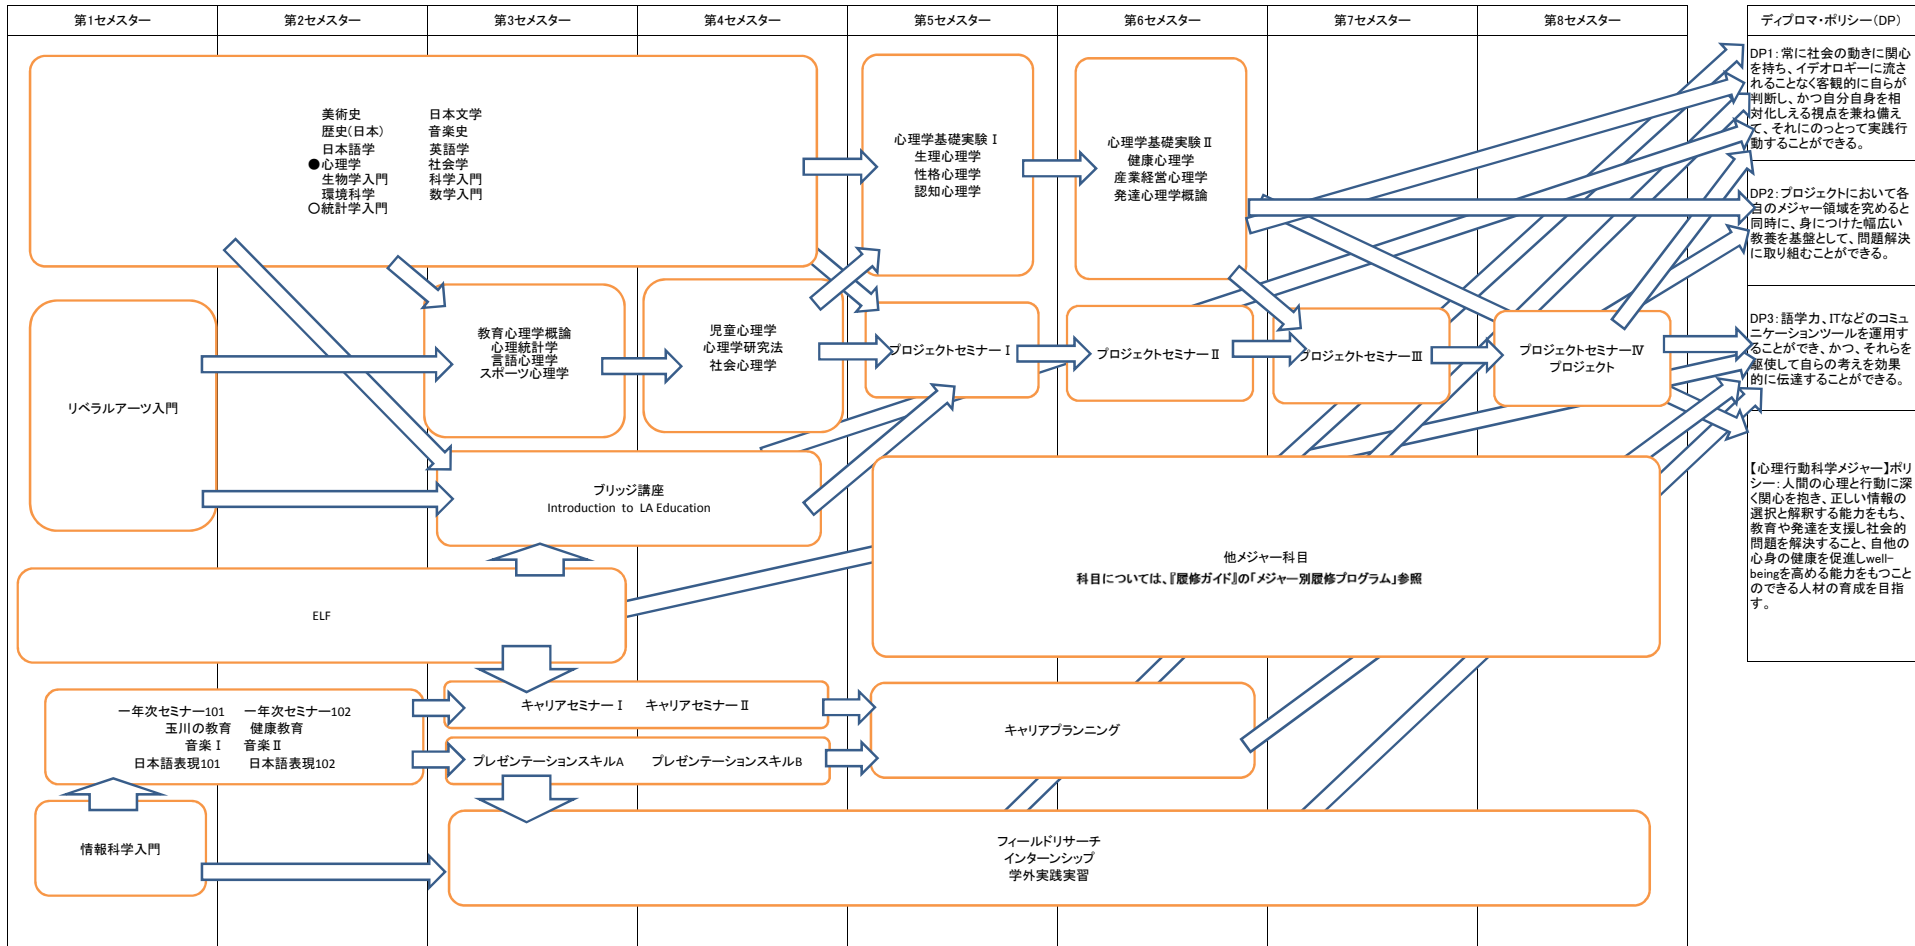 第1セメスター
第2セメスター
第3セメスター
第4セメスター
第5セメスター
第6セメスター
第7セメスター
第8セメスター
ディプロマ・ポリシー(DP)
美術史 日本文学
歴史(日本) 音楽史
日本語学 英語学
●心理学 社会学
生物学入門 科学入門
環境科学 数学入門
○統計学入門
リベラルアーツ入門
教育心理学概論
心理統計学
言語心理学
スポーツ心理学
児童心理学
心理学研究法
社会心理学
心理学基礎実験Ⅰ
生理心理学
性格心理学
認知心理学
心理学基礎実験Ⅱ
健康心理学
産業経営心理学
発達心理学概論
プロジェクトセミナーⅠ
プロジェクトセミナーⅡ
プロジェクトセミナーⅢ
プロジェクトセミナーⅣ
プロジェクト
ブリッジ講座
Introduction to LA Education
他メジャー科目
科目については、『履修ガイド』の「メジャー別履修プログラム」参照
ELF
一年次セミナー101 一年次セミナー102
玉川の教育 健康教育
音楽Ⅰ 音楽Ⅱ
日本語表現101 日本語表現102
キャリアセミナーⅠ キャリアセミナーⅡ
プレゼンテーションスキルA プレゼンテーションスキルB
キャリアプランニング
情報科学入門
フィールドリサーチ
インターンシップ
学外実践実習
DP1:常に社会の動きに関心
を持ち、イデオロギーに流さ
れることなく客観的に自らが
判断し、かつ自分自身を相
対化しえる視点を兼ね備え
て、それにのっとって実践行
動することができる。
DP2:プロジェクトにおいて各
自のメジャー領域を究めると
同時に、身につけた幅広い
教養を基盤として、問題解決
に取り組むことができる。
DP3:語学力、ITなどのコミュ
ニケーションツールを運用す
ることができ、かつ、それらを
駆使して自らの考えを効果
的に伝達することができる。
【心理行動科学メジャー】ポリ
シー:人間の心理と行動に深
く関心を抱き、正しい情報の
選択と解釈する能力をもち、
教育や発達を支援し社会的
問題を解決すること、自他の
心身の健康を促進しwell-
beingを高める能力をもつこと
のできる人材の育成を目指
す。